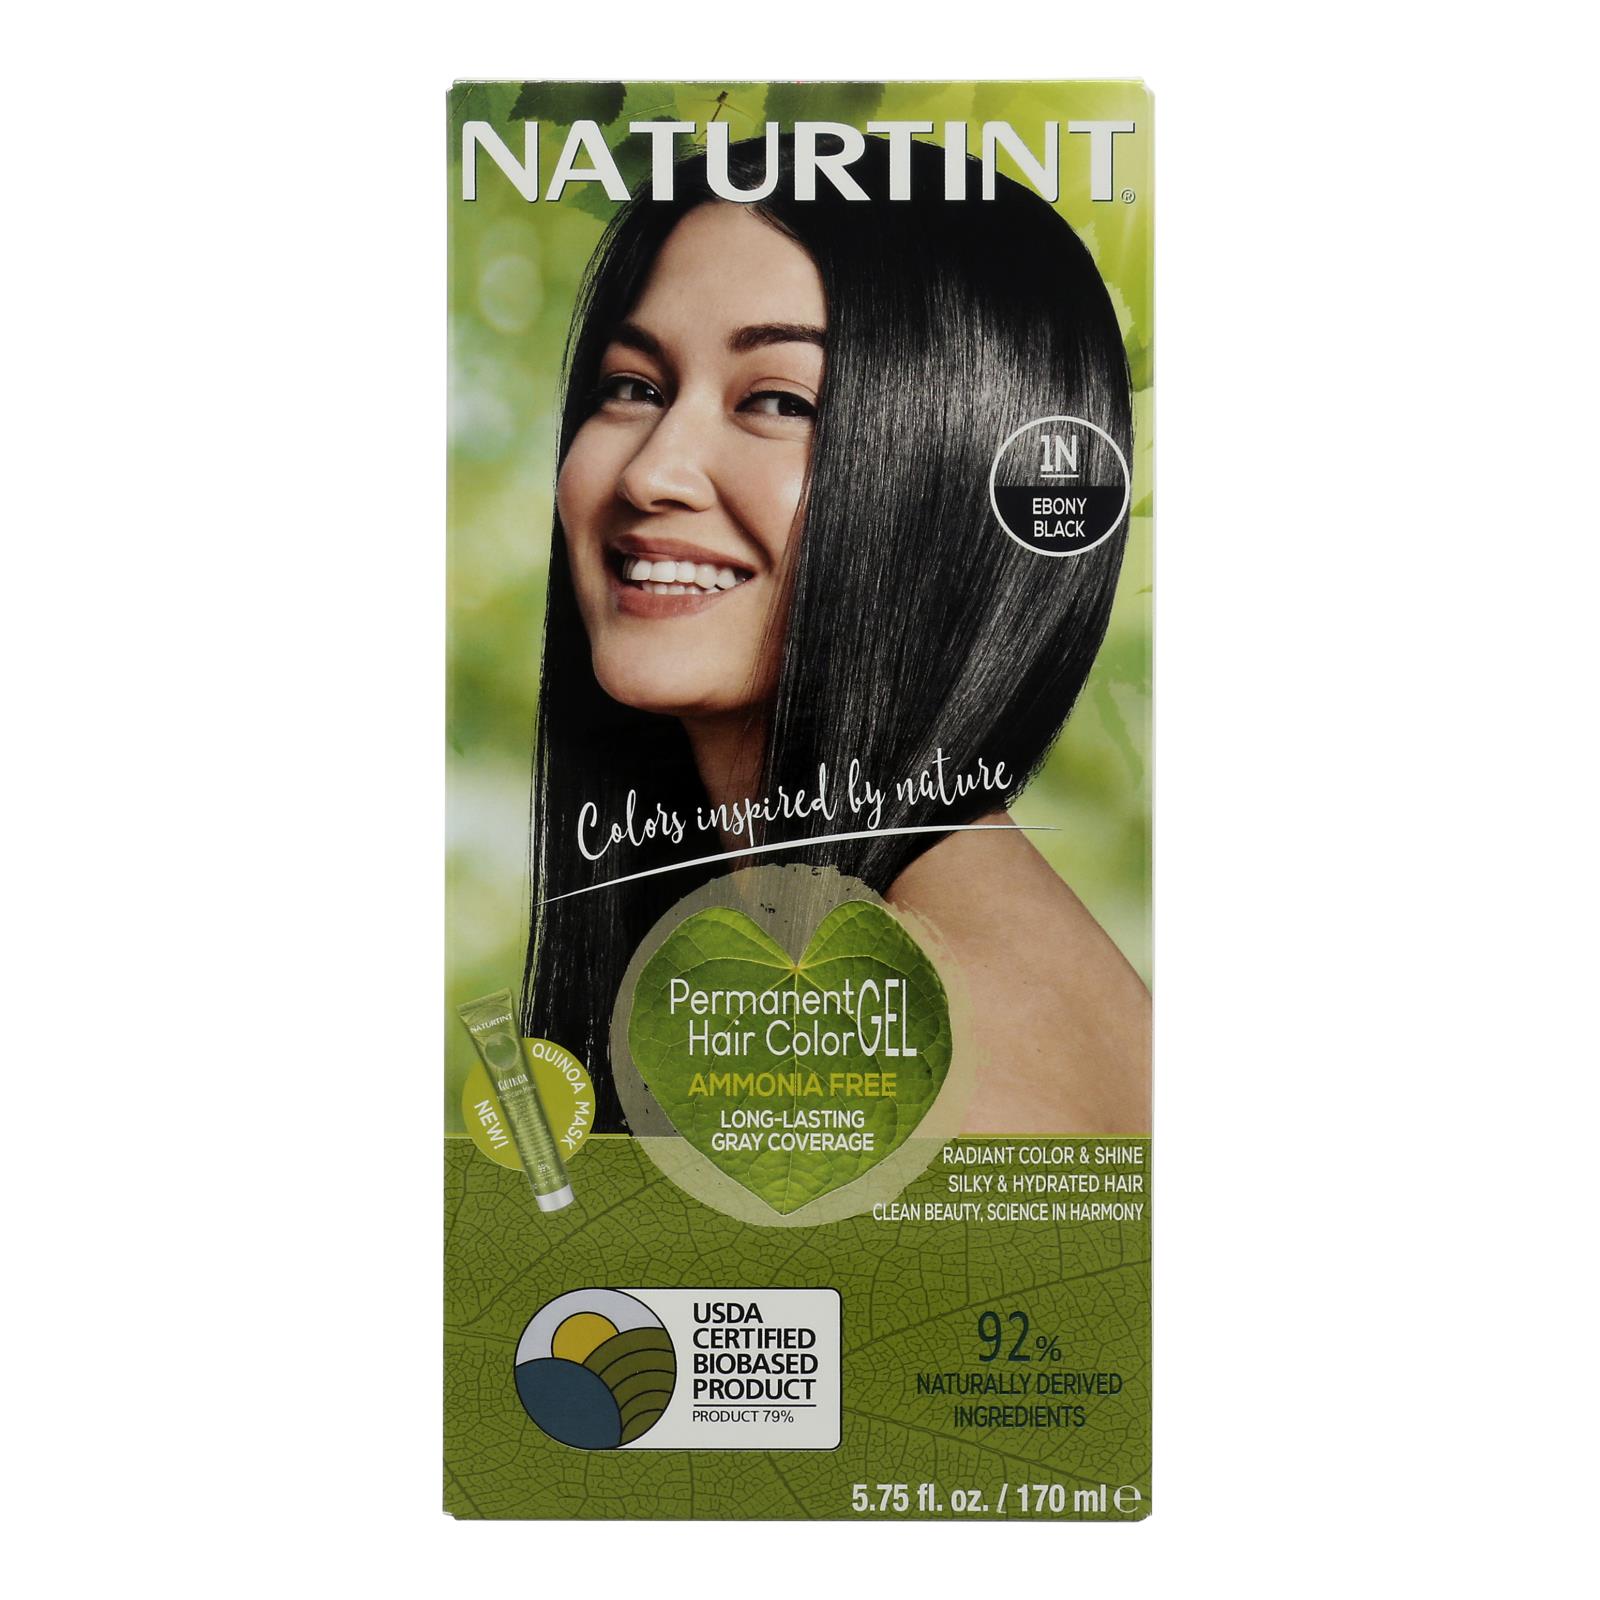 NATURTINT®
1N
EBONY
BLACK
Colors inspired by nature
Permanent GEL
Hair Color
AMMONIA FREE
LONG-LASTING
GRAY COVERAGE
NATURTINT
QUINOA
QUINOA MASK
NEW!
RADIANT COLOR & SHINE
SILKY & HYDRATED HAIR
CLEAN BEAUTY, SCIENCE IN HARMONY
USDA
CERTIFIED
BIOBASED
PRODUCT
PRODUCT 79%
92%
NATURALLY DERIVED
INGREDIENTS
5.75 fl. oz. / 170 ml ℮